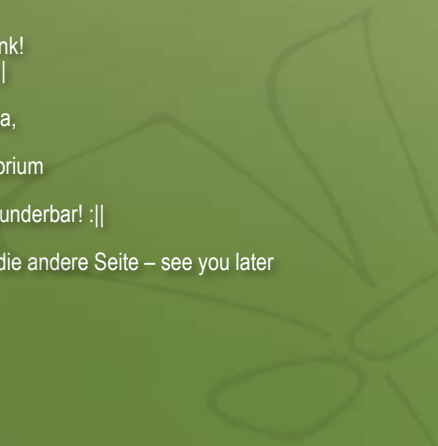 nk!
|
a,
orium
underbar! :||
die andere Seite – see you later